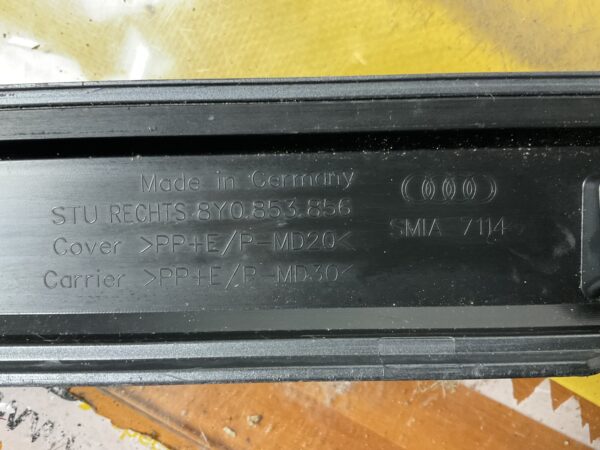 Made in Germany
STU RECHTS 8Y0.853.856
SMIA 7114
Cover >PP+E/P-MD20<
Carrier >PP+E/P-MD30<